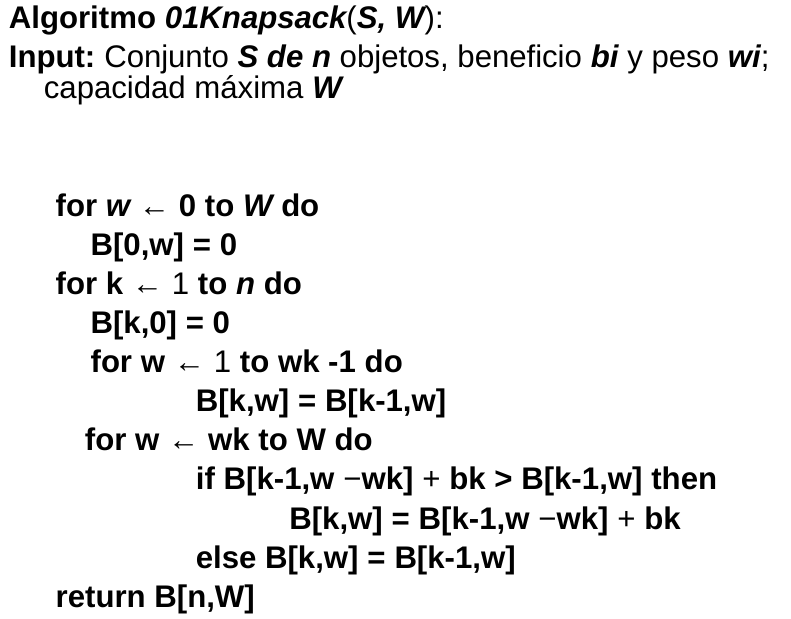 Algoritmo 01Knapsack(S, W):
Input: Conjunto S de n objetos, beneficio bi y peso wi;
capacidad máxima W
for w ← 0 to W do
B[0,w] = 0
for k ← 1 to n do
B[k,0] = 0
for w ← 1 to wk -1 do
B[k,w] = B[k-1,w]
for w ← wk to W do
if B[k-1,w −wk] + bk > B[k-1,w] then
B[k,w] = B[k-1,w −wk] + bk
else B[k,w] = B[k-1,w]
return B[n,W]